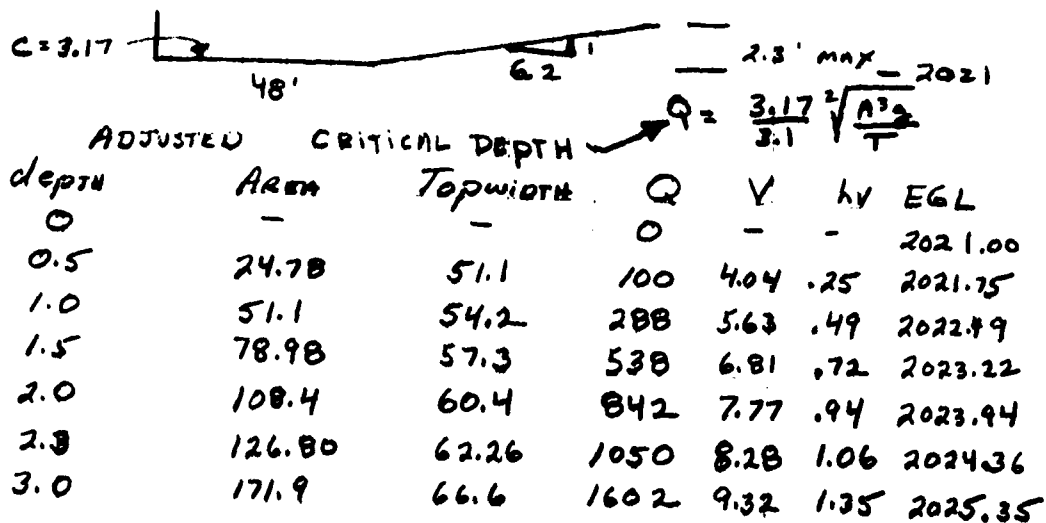 C = 3.17
48'
6.2
1
2.3' max
2021
Q = 3.17/3.1 ²√(A³g/T)
ADJUSTED CRITICAL DEPTH
depth AREA Topwidth Q V hv EGL
0 - - 0 - - 2021.00
0.5 24.78 51.1 100 4.04 .25 2021.75
1.0 51.1 54.2 288 5.63 .49 2022.49
1.5 78.98 57.3 538 6.81 .72 2023.22
2.0 108.4 60.4 842 7.77 .94 2023.94
2.3 126.80 62.26 1050 8.28 1.06 2024.36
3.0 171.9 66.6 1602 9.32 1.35 2025.35